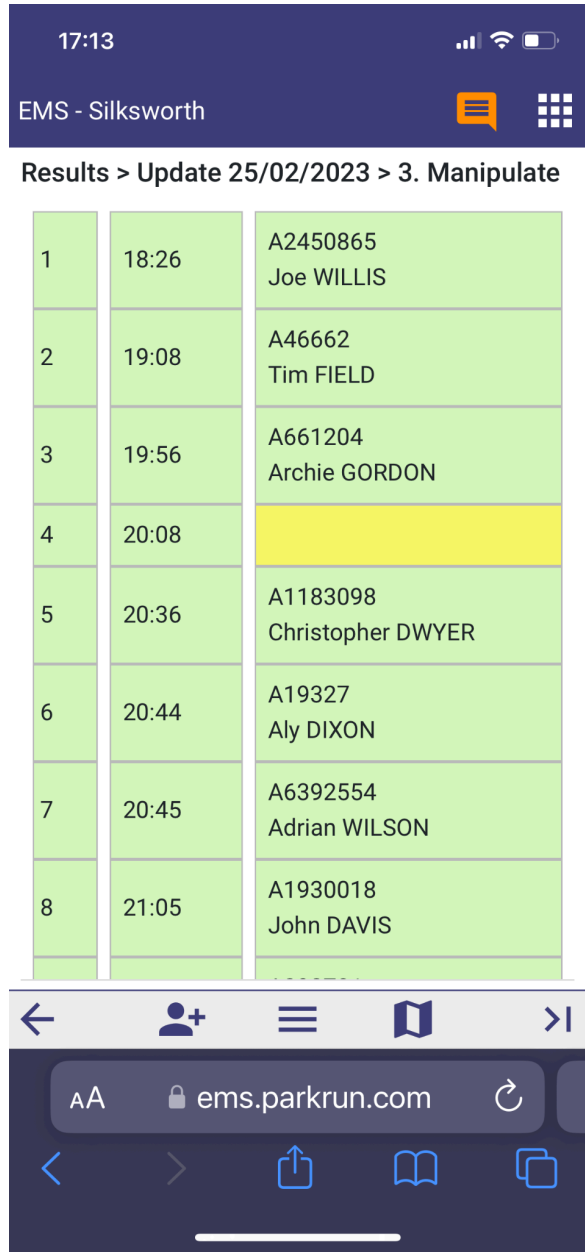 17:13
EMS - Silksworth
Results > Update 25/02/2023 > 3. Manipulate
1 18:26 A2450865
Joe WILLIS
2 19:08 A46662
Tim FIELD
3 19:56 A661204
Archie GORDON
4 20:08
5 20:36 A1183098
Christopher DWYER
6 20:44 A19327
Aly DIXON
7 20:45 A6392554
Adrian WILSON
8 21:05 A1930018
John DAVIS
AA ems.parkrun.com